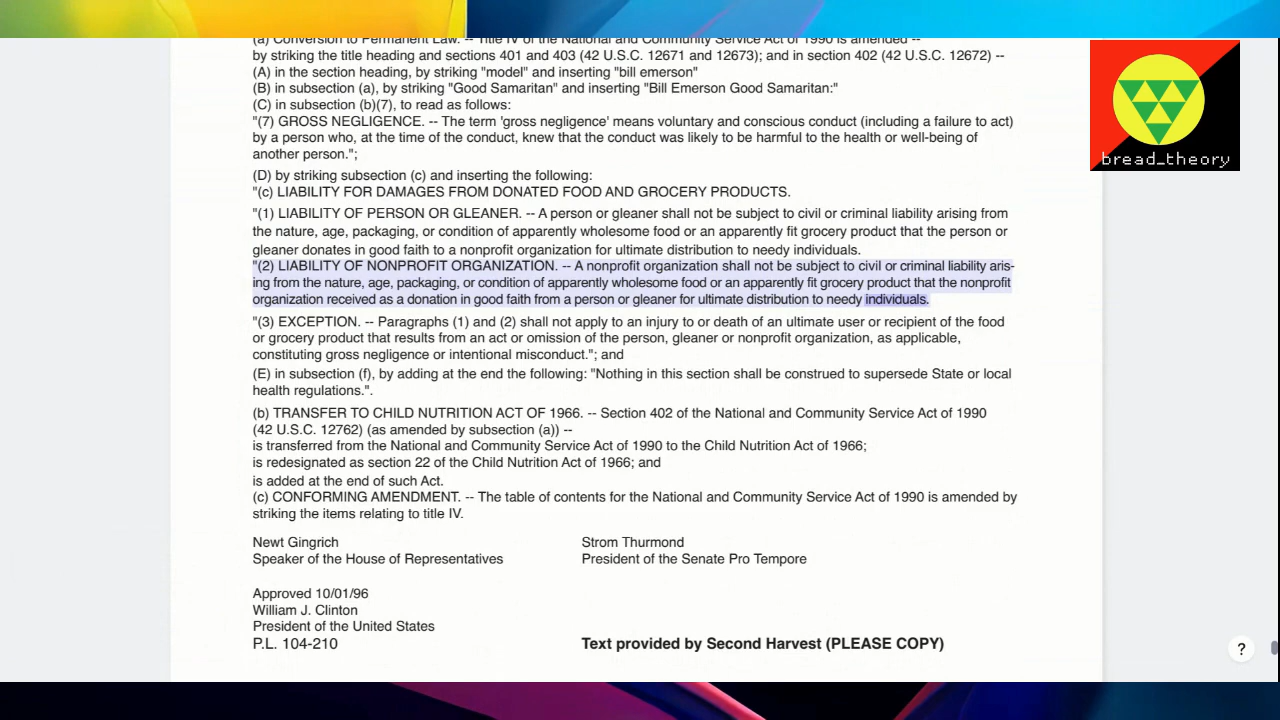 (a) Conversion to Permanent Law. -- Title IV of the National and Community Service Act of 1990 is amended --
by striking the title heading and sections 401 and 403 (42 U.S.C. 12671 and 12673); and in section 402 (42 U.S.C. 12672) --
(A) in the section heading, by striking "model" and inserting "bill emerson"
(B) in subsection (a), by striking "Good Samaritan" and inserting "Bill Emerson Good Samaritan:"
(C) in subsection (b)(7), to read as follows:
"(7) GROSS NEGLIGENCE. -- The term 'gross negligence' means voluntary and conscious conduct (including a failure to act)
by a person who, at the time of the conduct, knew that the conduct was likely to be harmful to the health or well-being of
another person.";
(D) by striking subsection (c) and inserting the following:
"(c) LIABILITY FOR DAMAGES FROM DONATED FOOD AND GROCERY PRODUCTS.
"(1) LIABILITY OF PERSON OR GLEANER. -- A person or gleaner shall not be subject to civil or criminal liability arising from
the nature, age, packaging, or condition of apparently wholesome food or an apparently fit grocery product that the person or
gleaner donates in good faith to a nonprofit organization for ultimate distribution to needy individuals.
"(2) LIABILITY OF NONPROFIT ORGANIZATION. -- A nonprofit organization shall not be subject to civil or criminal liability aris-
ing from the nature, age, packaging, or condition of apparently wholesome food or an apparently fit grocery product that the nonprofit
organization received as a donation in good faith from a person or gleaner for ultimate distribution to needy individuals.
"(3) EXCEPTION. -- Paragraphs (1) and (2) shall not apply to an injury to or death of an ultimate user or recipient of the food
or grocery product that results from an act or omission of the person, gleaner or nonprofit organization, as applicable,
constituting gross negligence or intentional misconduct."; and
(E) in subsection (f), by adding at the end the following: "Nothing in this section shall be construed to supersede State or local
health regulations.".
(b) TRANSFER TO CHILD NUTRITION ACT OF 1966. -- Section 402 of the National and Community Service Act of 1990
(42 U.S.C. 12762) (as amended by subsection (a)) --
is transferred from the National and Community Service Act of 1990 to the Child Nutrition Act of 1966;
is redesignated as section 22 of the Child Nutrition Act of 1966; and
is added at the end of such Act.
(c) CONFORMING AMENDMENT. -- The table of contents for the National and Community Service Act of 1990 is amended by
striking the items relating to title IV.
Newt Gingrich
Speaker of the House of Representatives
Strom Thurmond
President of the Senate Pro Tempore
Approved 10/01/96
William J. Clinton
President of the United States
P.L. 104-210
Text provided by Second Harvest (PLEASE COPY)
bread_theory
?